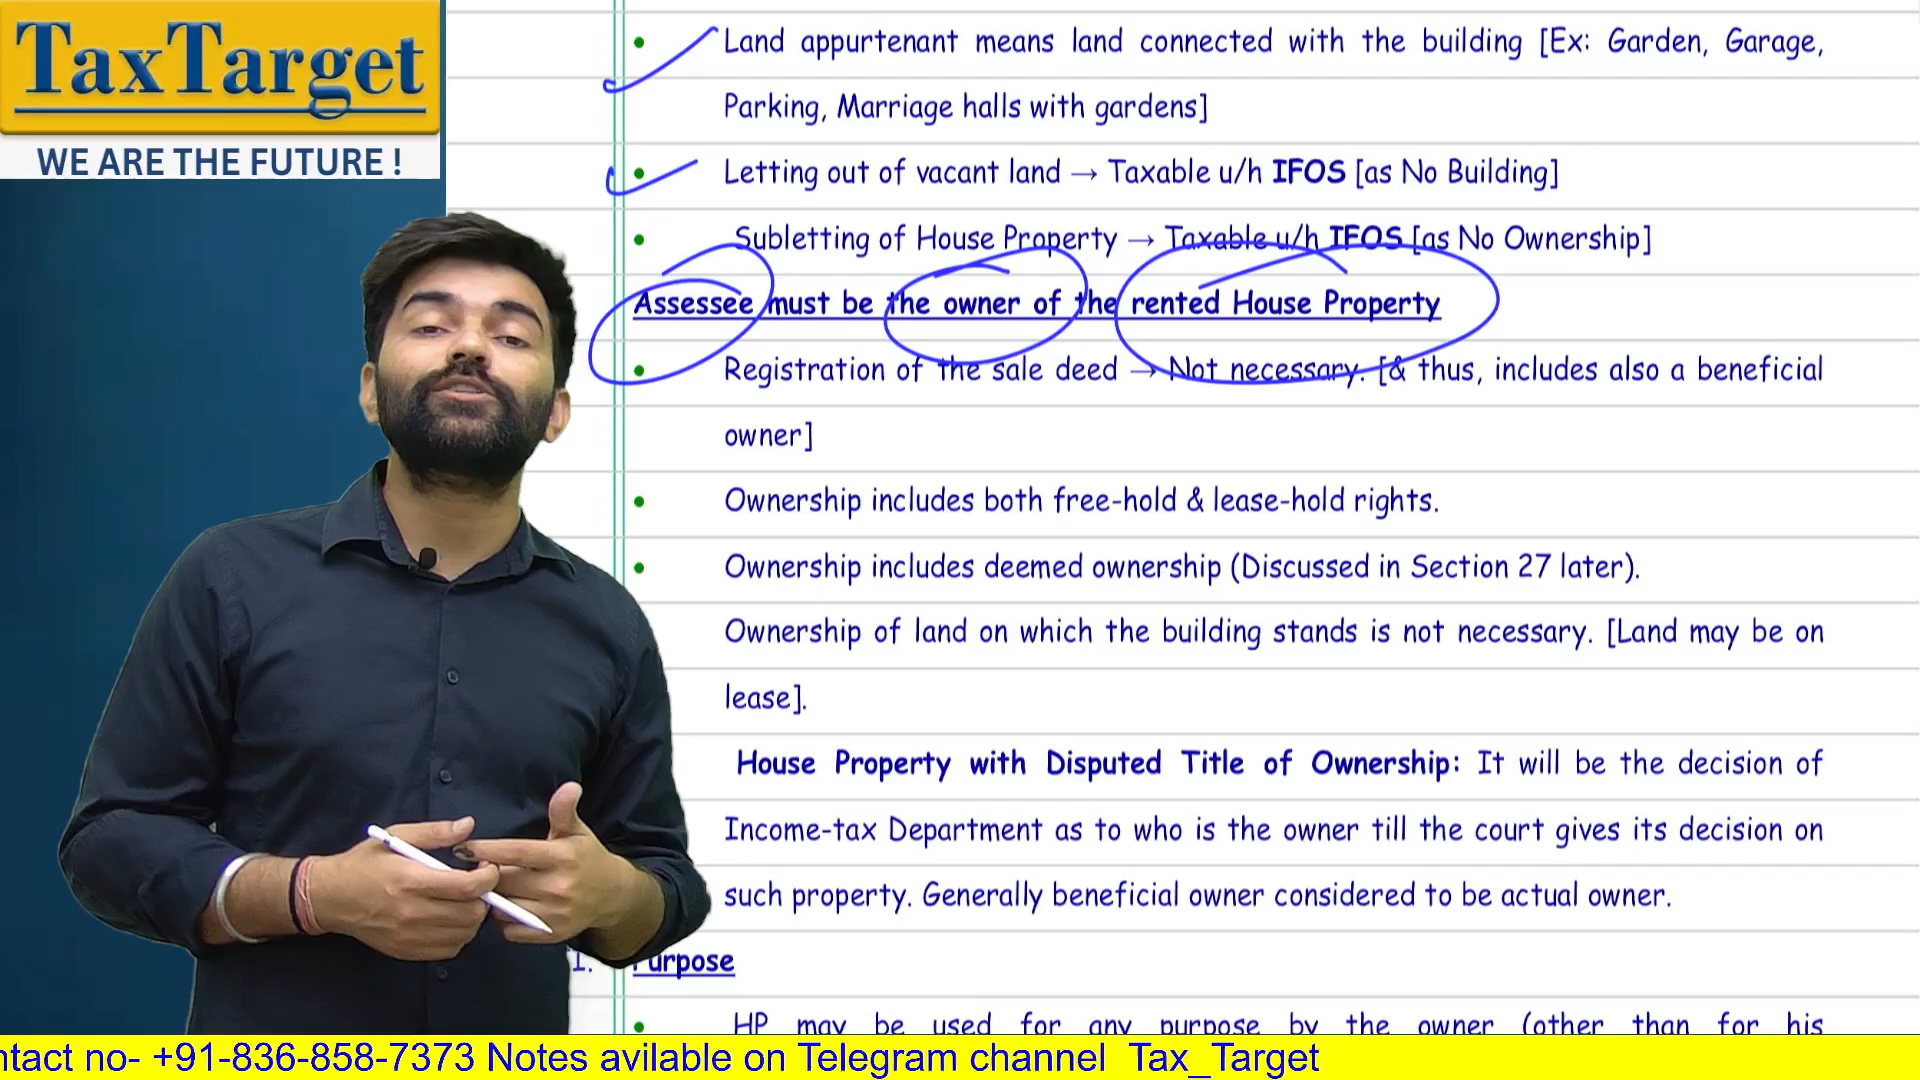 TaxTarget
WE ARE THE FUTURE !
• Land appurtenant means land connected with the building [Ex: Garden, Garage,
Parking, Marriage halls with gardens]
• Letting out of vacant land → Taxable u/h IFOS [as No Building]
• Subletting of House Property → Taxable u/h IFOS [as No Ownership]
Assessee must be the owner of the rented House Property
• Registration of the sale deed → Not necessary. [& thus, includes also a beneficial
owner]
• Ownership includes both free-hold & lease-hold rights.
• Ownership includes deemed ownership (Discussed in Section 27 later).
Ownership of land on which the building stands is not necessary. [Land may be on
lease].
House Property with Disputed Title of Ownership: It will be the decision of
Income-tax Department as to who is the owner till the court gives its decision on
such property. Generally beneficial owner considered to be actual owner.
Purpose
• HP may be used for any purpose by the owner (other than for his
ntact no- +91-836-858-7373 Notes avilable on Telegram channel Tax_Target